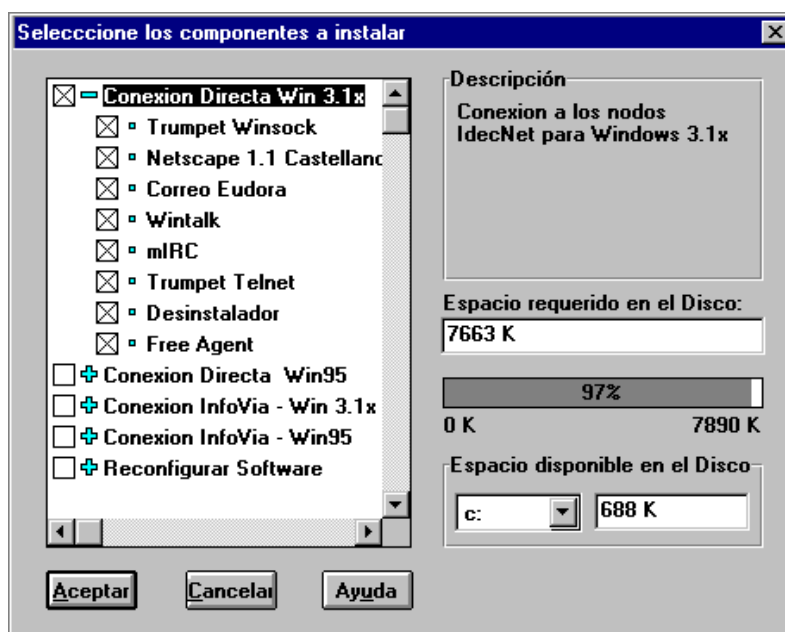 Selecccione los componentes a instalar
Conexion Directa Win 3.1x
Trumpet Winsock
Netscape 1.1 Castellanc
Correo Eudora
Wintalk
mIRC
Trumpet Telnet
Desinstalador
Free Agent
Conexion Directa Win95
Conexion InfoVia - Win 3.1x
Conexion InfoVia - Win95
Reconfigurar Software
Descripción
Conexion a los nodos
IdecNet para Windows 3.1x
Espacio requerido en el Disco:
7663 K
97%
0 K 7890 K
Espacio disponible en el Disco
c: 688 K
Aceptar Cancelar Ayuda